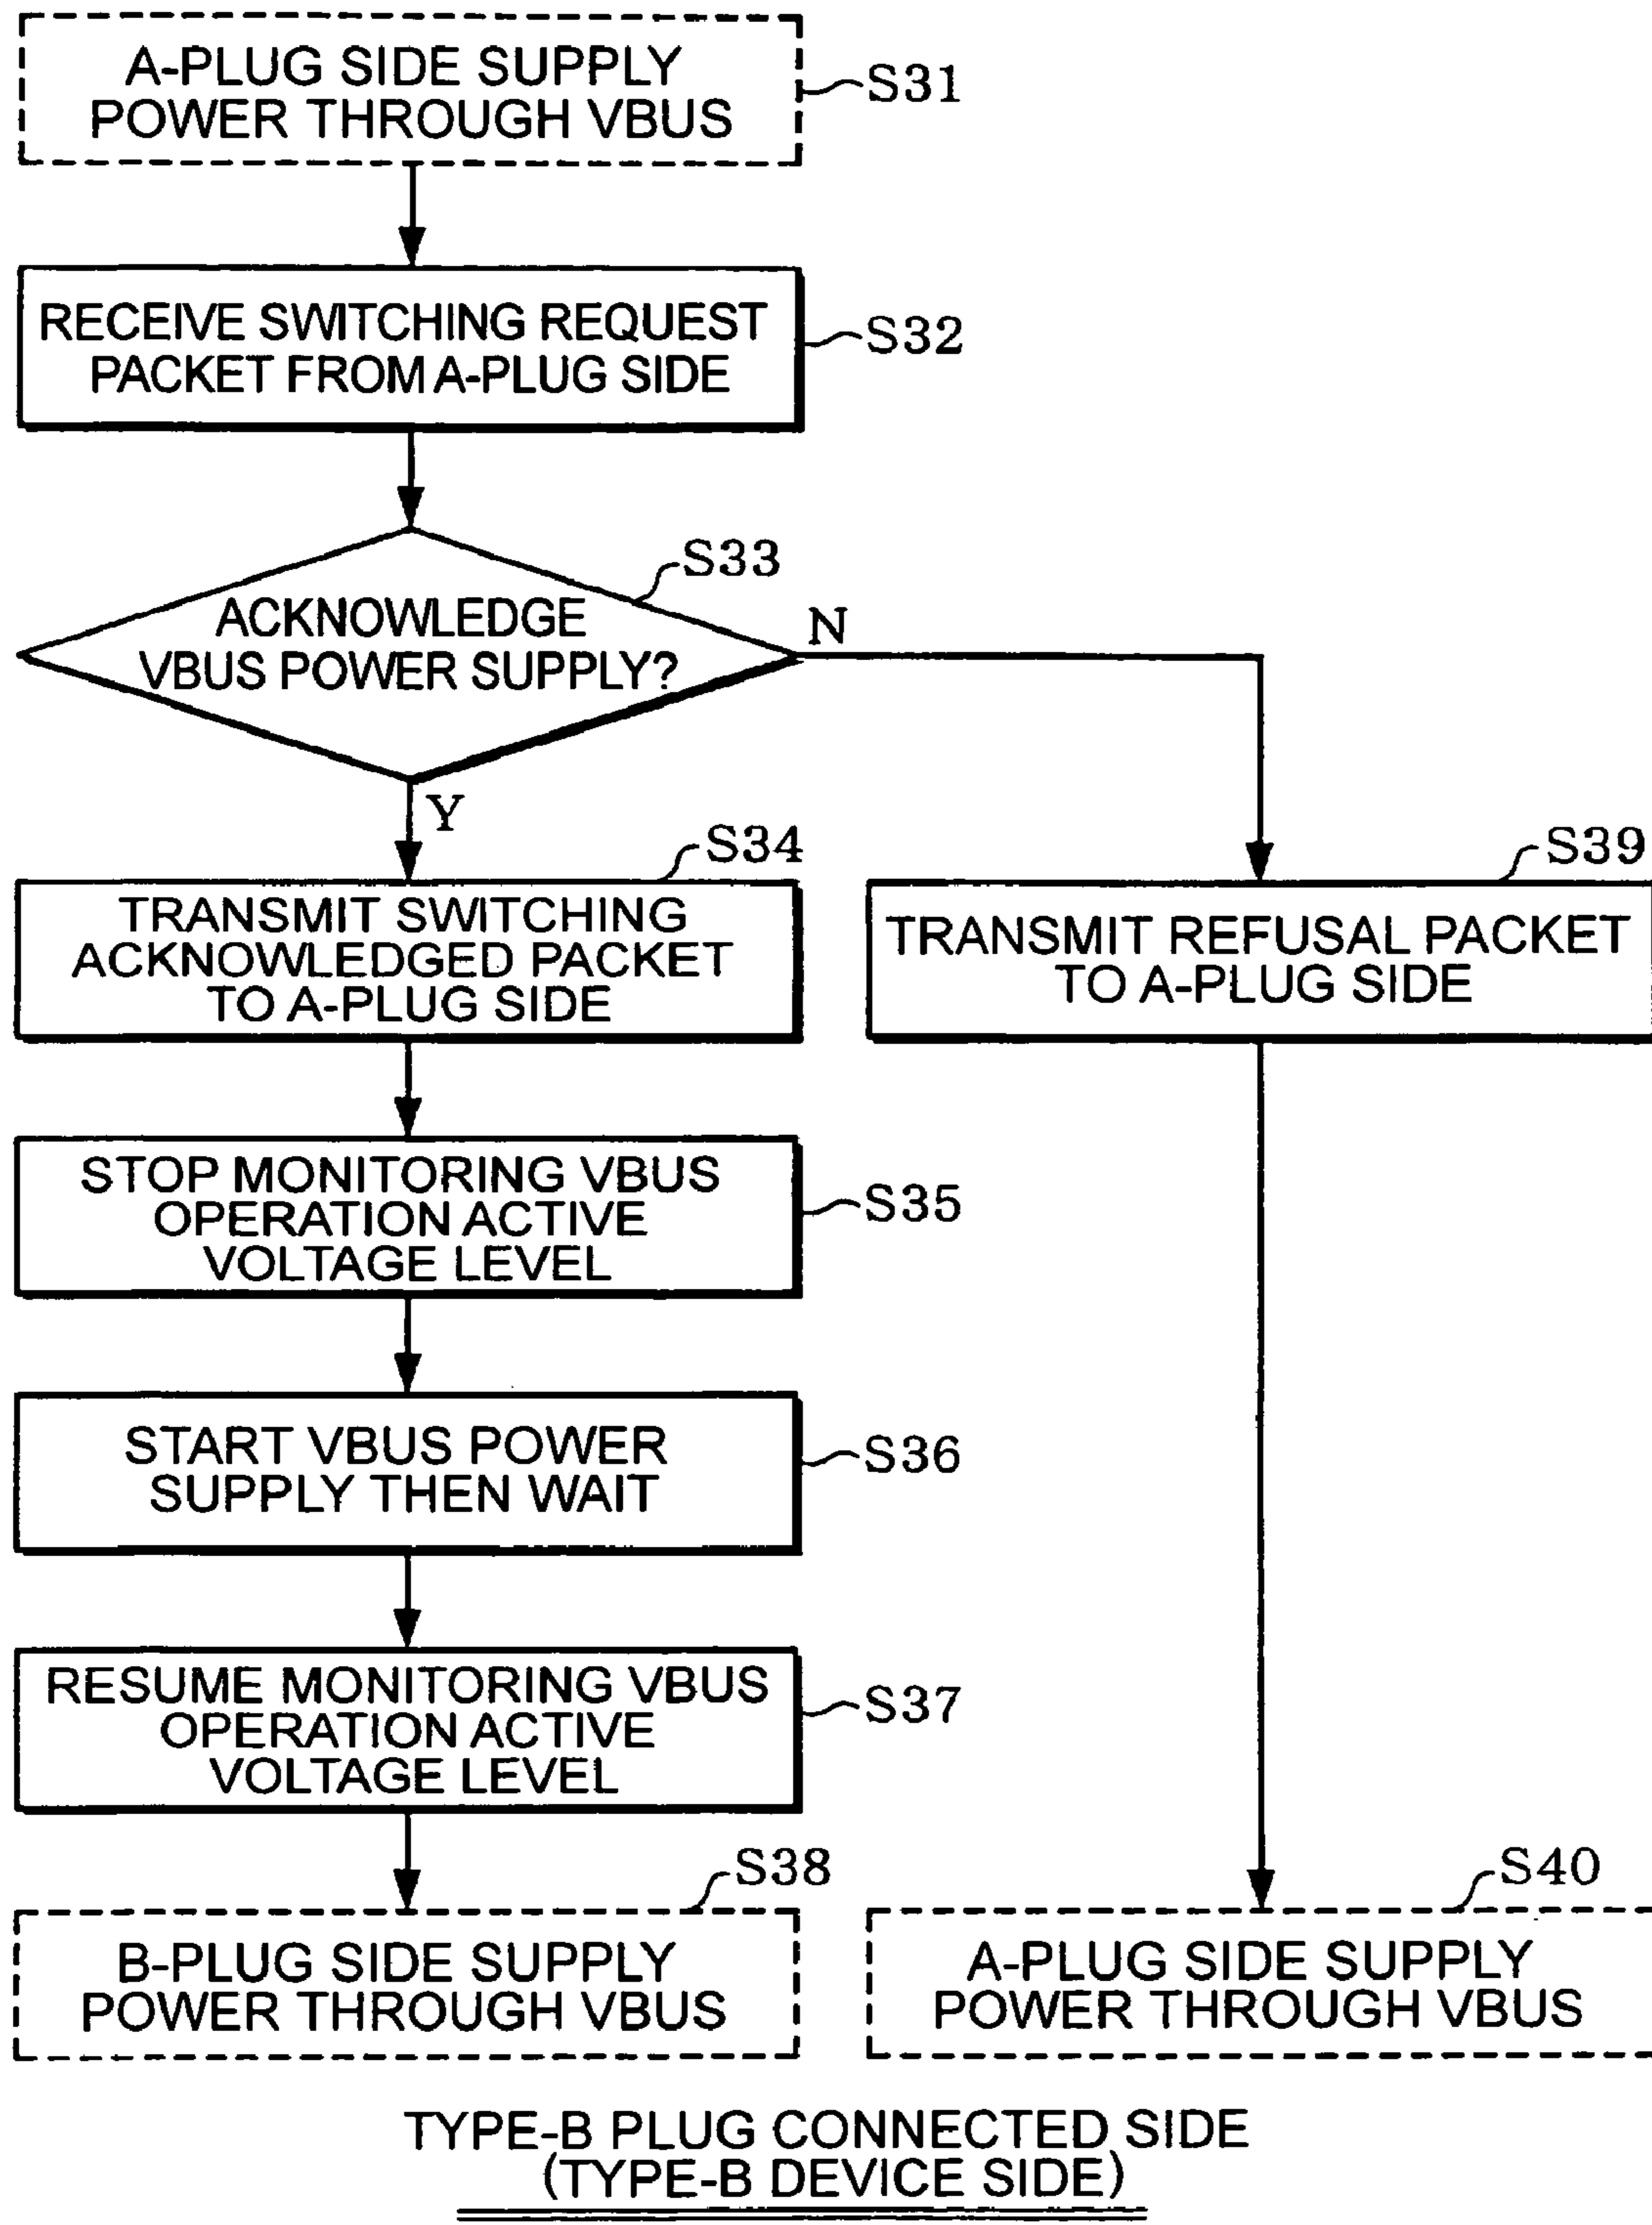 A-PLUG SIDE SUPPLY
POWER THROUGH VBUS
S31
RECEIVE SWITCHING REQUEST
PACKET FROM A-PLUG SIDE
S32
S33
ACKNOWLEDGE
VBUS POWER SUPPLY?
N
Y
S34
TRANSMIT SWITCHING
ACKNOWLEDGED PACKET
TO A-PLUG SIDE
S39
TRANSMIT REFUSAL PACKET
TO A-PLUG SIDE
STOP MONITORING VBUS
OPERATION ACTIVE
VOLTAGE LEVEL
S35
START VBUS POWER
SUPPLY THEN WAIT
S36
RESUME MONITORING VBUS
OPERATION ACTIVE
VOLTAGE LEVEL
S37
S38
B-PLUG SIDE SUPPLY
POWER THROUGH VBUS
S40
A-PLUG SIDE SUPPLY
POWER THROUGH VBUS
TYPE-B PLUG CONNECTED SIDE
(TYPE-B DEVICE SIDE)